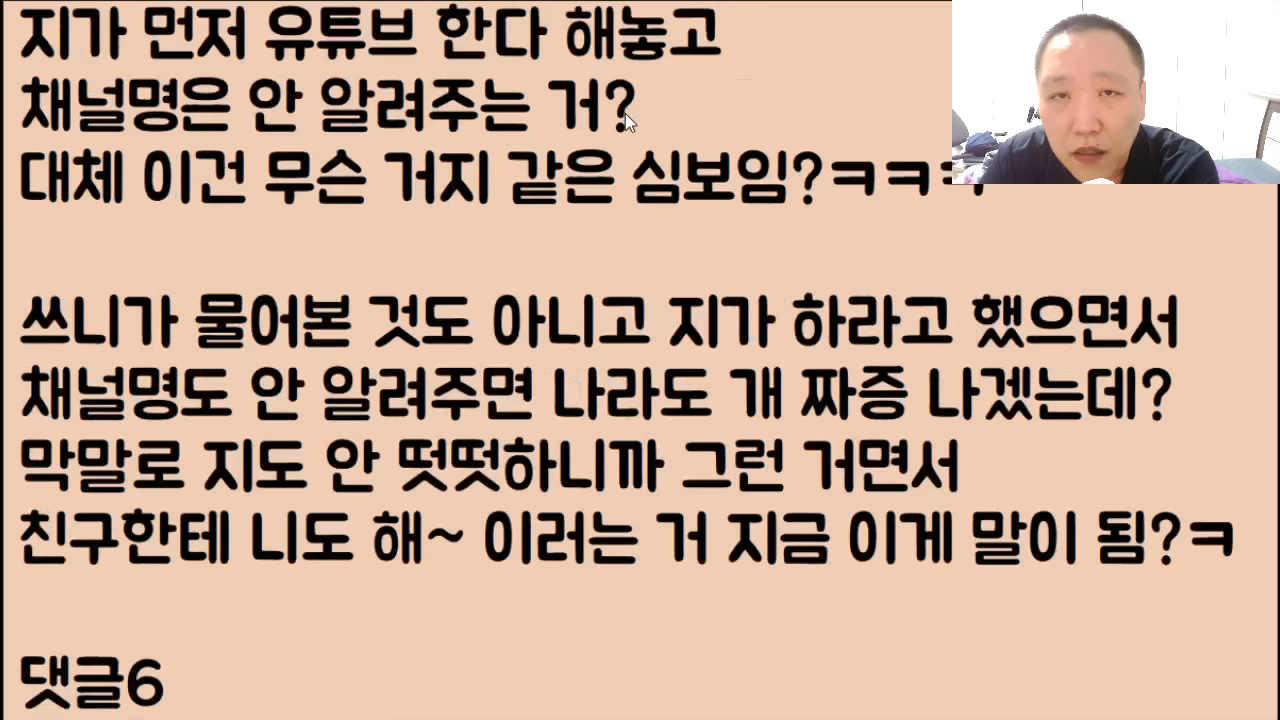 지가 먼저 유튜브 한다 해놓고
채널명은 안 알려주는 거?
대체 이건 무슨 거지 같은 심보임?ㅋㅋㅋ
쓰니가 물어본 것도 아니고 지가 하라고 했으면서
채널명도 안 알려주면 나라도 개 짜증 나겠는데?
막말로 지도 안 떳떳하니까 그런 거면서
친구한테 니도 해~ 이러는 거 지금 이게 말이 됨?ㅋ
댓글6